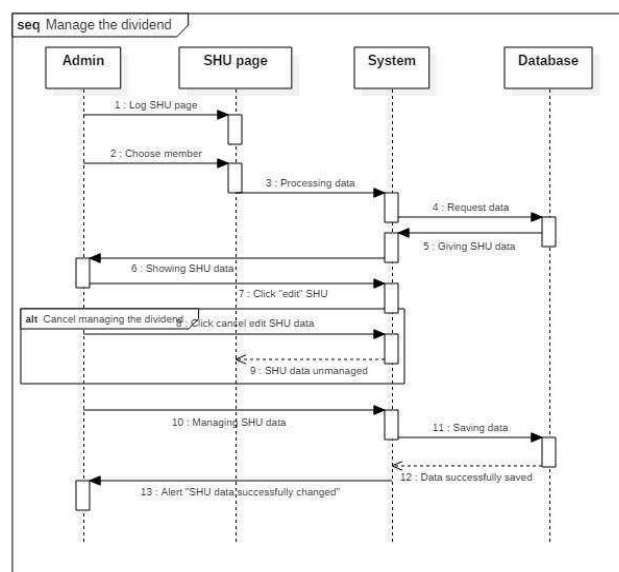 seq Manage the dividend
Admin SHU page System Database
1 : Log SHU page
2 : Choose member
3 : Processing data
4 : Request data
5 : Giving SHU data
6 : Showing SHU data
7 : Click "edit" SHU
alt Cancel managing the dividend
8 : Click cancel edit SHU data
9 : SHU data unmanaged
10 : Managing SHU data
11 : Saving data
12 : Data successfully saved
13 : Alert "SHU data successfully changed"